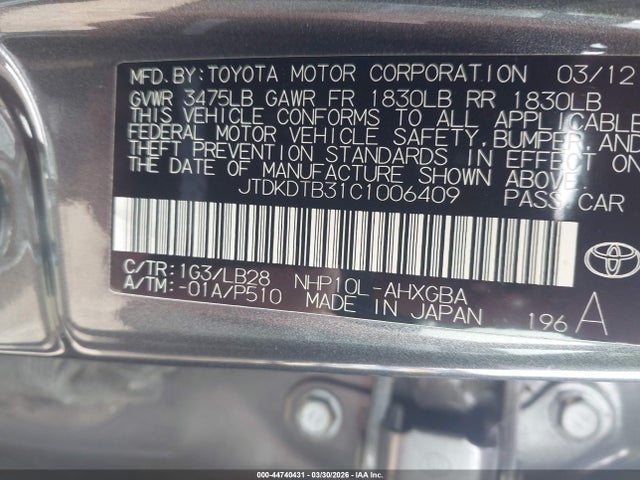 MFD. BY: TOYOTA MOTOR CORPORATION 03/12
GVWR 3475LB GAWR FR 1830LB RR 1830LB
THIS VEHICLE CONFORMS TO ALL APPLICABLE
FEDERAL MOTOR VEHICLE SAFETY, BUMPER, AND
THEFT PREVENTION STANDARDS IN EFFECT ON
THE DATE OF MANUFACTURE SHOWN ABOVE.
JTDKDTB31C1006409 PASS. CAR
C/TR: 1G3/LB28 NHP10L-AHXGBA
A/TM: -01A/P510 MADE IN JAPAN
196 A
000-44740431 | 03/30/2026 | IAA Inc.